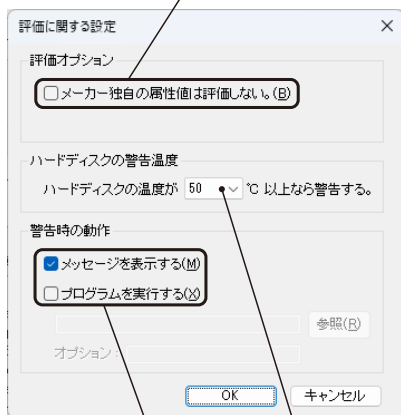 評価に関する設定
評価オプション
メーカー独自の属性値は評価しない。(B)
ハードディスクの警告温度
ハードディスクの温度が 50 ℃ 以上なら警告する。
警告時の動作
メッセージを表示する(M)
プログラムを実行する(X)
参照(R)
オプション:
OK キャンセル